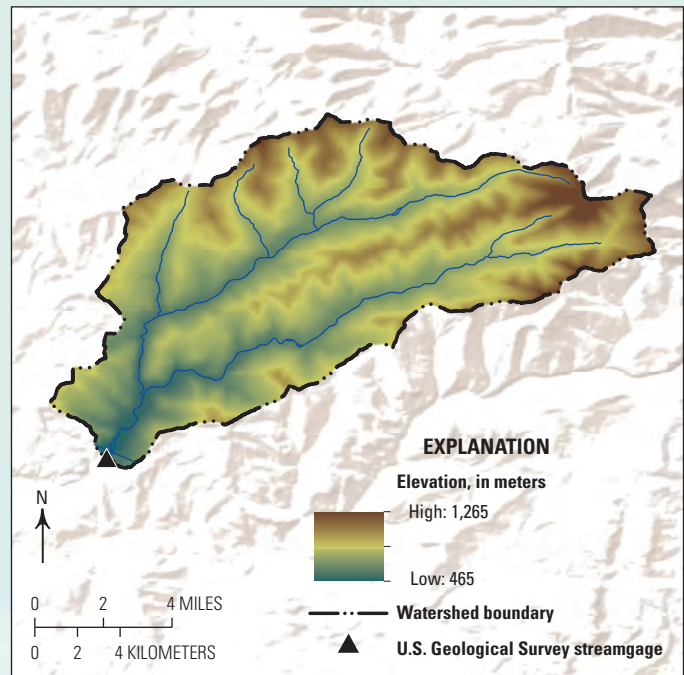 EXPLANATION
Elevation, in meters
High: 1,265
Low: 465
Watershed boundary
U.S. Geological Survey streamgage
N
0 2 4 MILES
0 2 4 KILOMETERS